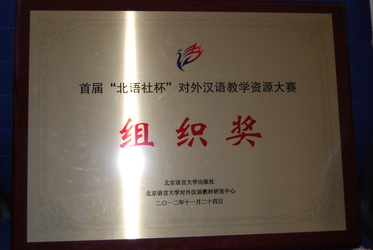 首届“北语社杯”对外汉语教学资源大赛
组织奖
北京语言大学出版社
北京语言大学对外汉语教材研发中心
二〇一二年十一月二十四日